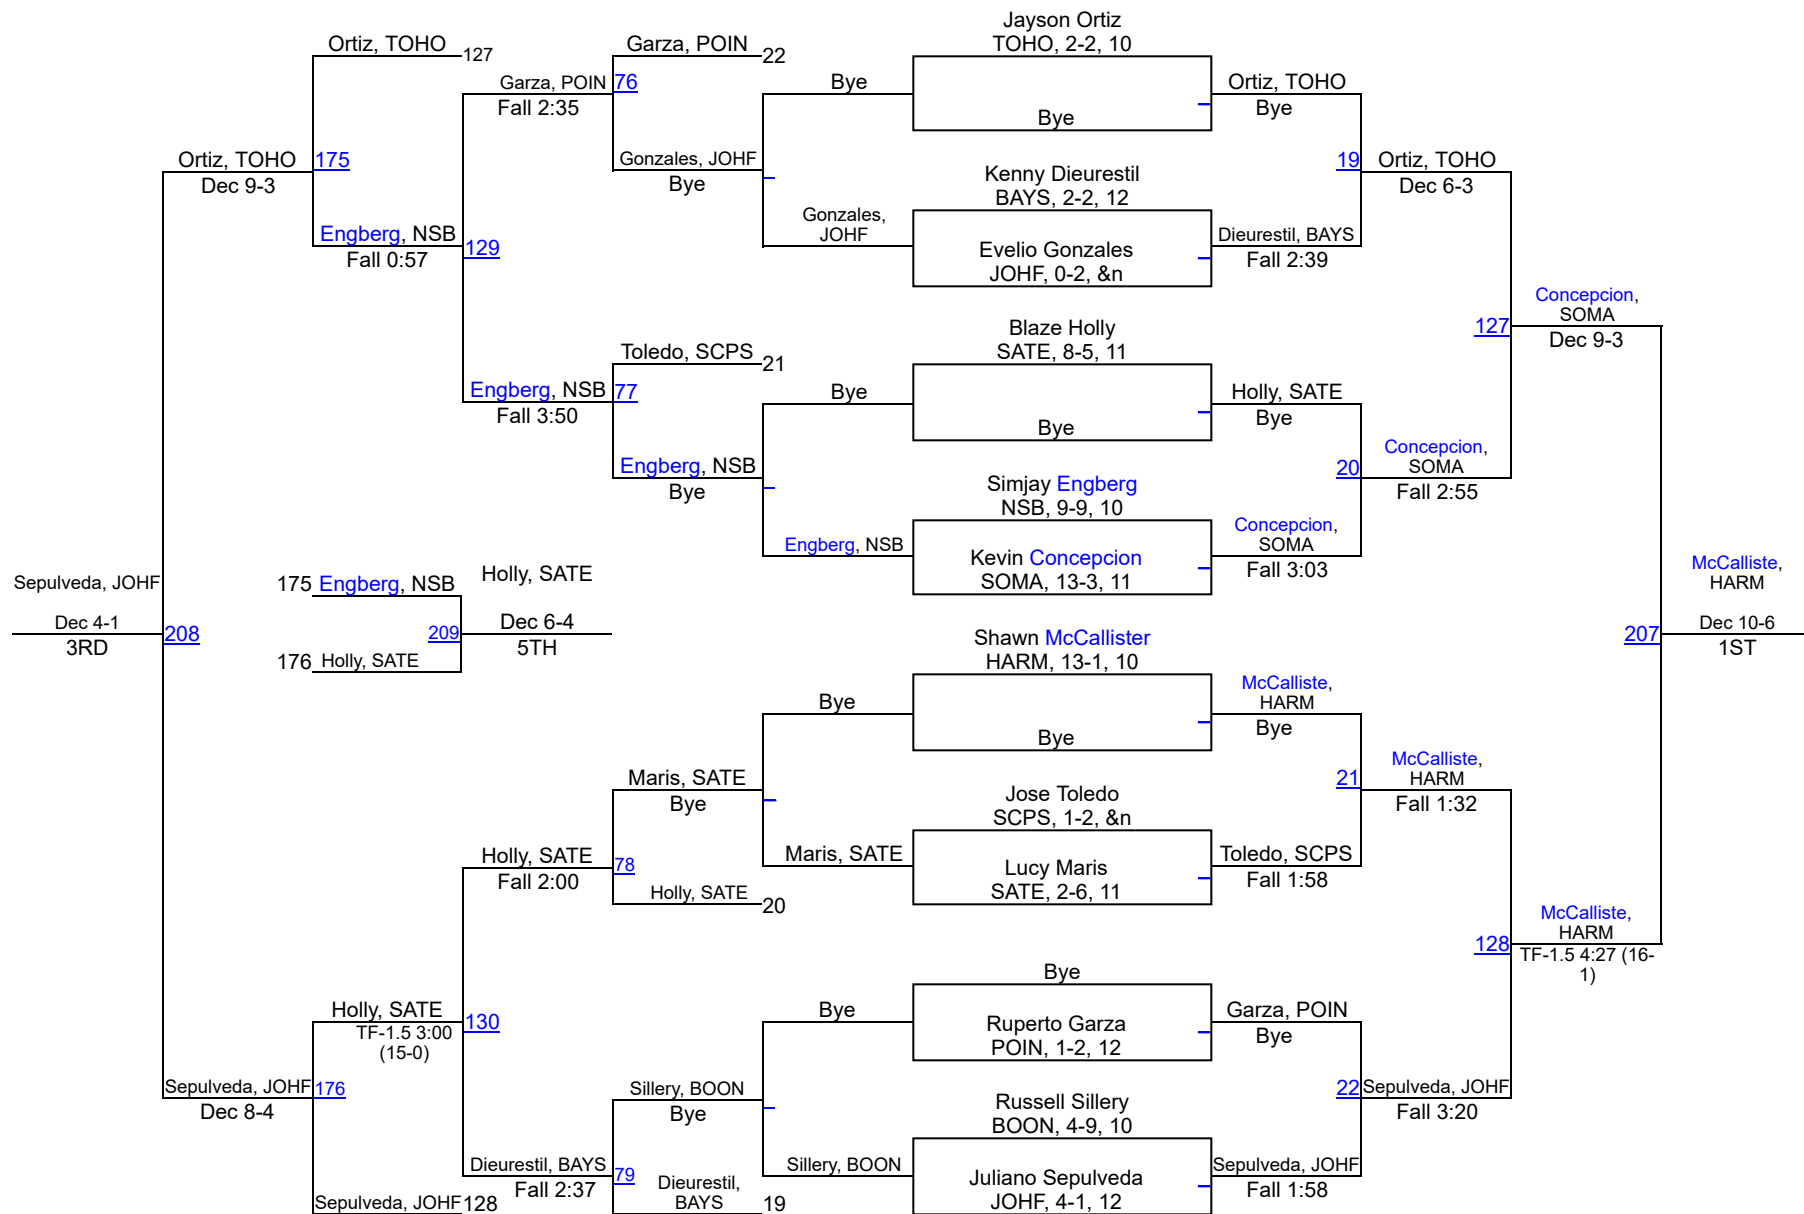 Jayson Ortiz
Ortiz, TOHO 127
Garza, POIN 22
TOHO, 2-2, 10
Garza, POIN 76
Bye
Ortiz, TOHO
Fall 2:35
Bye
Bye
Ortiz, TOHO 175
Gonzales, JOHF
19 Ortiz, TOHO
Dec 9-3
Bye
Kenny Dieurestil
Dec 6-3
BAYS, 2-2, 12
Gonzales,
JOHF
Engberg, NSB 129
Evelio Gonzales
Dieurestil, BAYS
Fall 0:57
JOHF, 0-2, &n
Fall 2:39
Concepcion,
SOMA
Blaze Holly
127
Dec 9-3
Toledo, SCPS 21
SATE, 8-5, 11
Engberg, NSB 77
Bye
Holly, SATE
Fall 3:50
Bye
Bye
Concepcion,
SOMA
Engberg, NSB
20
Bye
Simjay Engberg
Fall 2:55
NSB, 9-9, 10
Concepcion,
SOMA
Engberg, NSB
Kevin Concepcion
Fall 3:03
SOMA, 13-3, 11
Sepulveda, JOHF
175 Engberg, NSB
Holly, SATE
McCalliste,
HARM
Dec 4-1
208
209
Dec 6-4
Shawn McCallister
207
Dec 10-6
3RD
5TH
1ST
176 Holly, SATE
HARM, 13-1, 10
McCalliste,
HARM
Bye
Bye
Bye
McCalliste,
HARM
Maris, SATE
21
Bye
Jose Toledo
Fall 1:32
SCPS, 1-2, &n
Holly, SATE 78
Maris, SATE
Toledo, SCPS
Fall 2:00
Lucy Maris
Fall 1:58
Holly, SATE 20
SATE, 2-6, 11
McCalliste,
HARM
128
TF-1.5 4:27 (16-
1)
Bye
Holly, SATE 130
Bye
Garza, POIN
TF-1.5 3:00
(15-0)
Ruperto Garza
Bye
POIN, 1-2, 12
Sepulveda, JOHF 176
Sillery, BOON
22 Sepulveda, JOHF
Dec 8-4
Bye
Russell Sillery
Fall 3:20
BOON, 4-9, 10
Dieurestil, BAYS 79
Sillery, BOON
Juliano Sepulveda
Sepulveda, JOHF
Fall 2:37
JOHF, 4-1, 12
Fall 1:58
Sepulveda, JOHF 128
Dieurestil,
BAYS 19